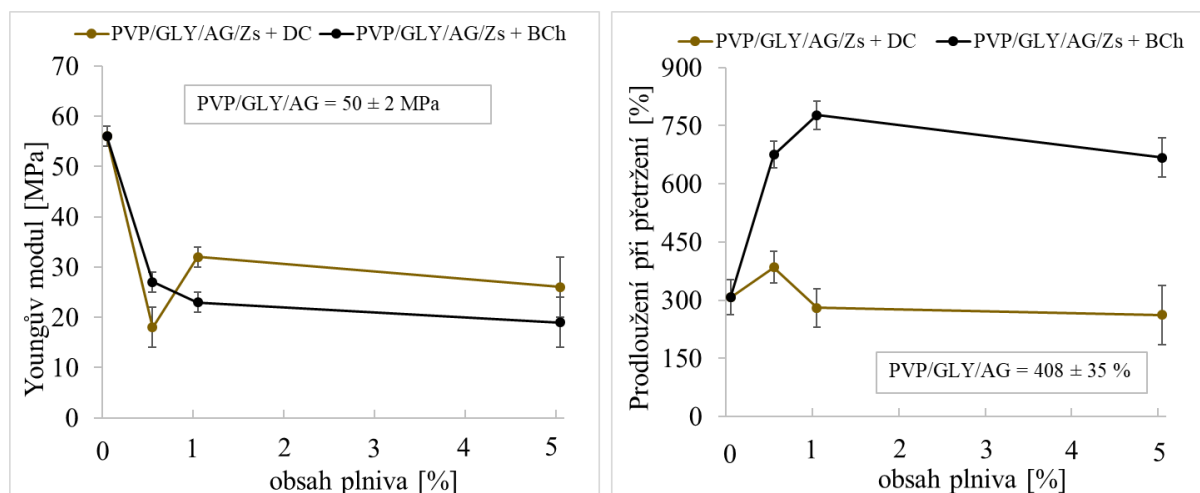 PVP/GLY/AG/Zs + DC PVP/GLY/AG/Zs + BCh
70
60
50
40
30
20
10
0
Youngův modul [MPa]
PVP/GLY/AG = 50 ± 2 MPa
0 1 2 3 4 5
obsah plniva [%]
PVP/GLY/AG/Zs + DC PVP/GLY/AG/Zs + BCh
900
750
600
450
300
150
0
Prodloužení při přetržení [%]
PVP/GLY/AG = 408 ± 35 %
0 1 2 3 4 5
obsah plniva [%]